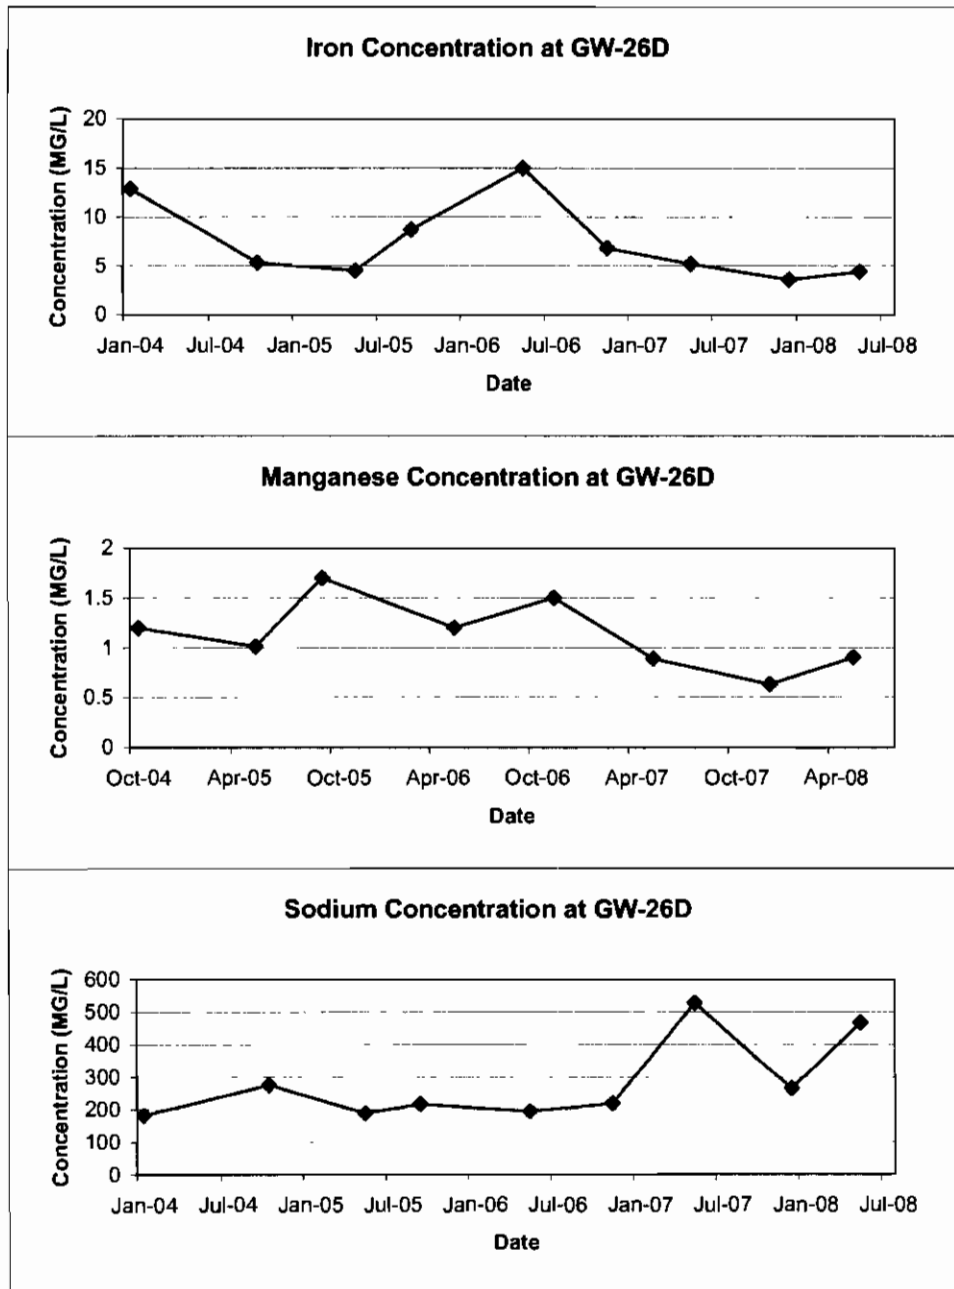 Iron Concentration at GW-26D
Concentration (MG/L)
20
15
10
5
0
Jan-04 Jul-04 Jan-05 Jul-05 Jan-06 Jul-06 Jan-07 Jul-07 Jan-08 Jul-08
Date
Manganese Concentration at GW-26D
Concentration (MG/L)
2
1.5
1
0.5
0
Oct-04 Apr-05 Oct-05 Apr-06 Oct-06 Apr-07 Oct-07 Apr-08
Date
Sodium Concentration at GW-26D
Concentration (MG/L)
600
500
400
300
200
100
0
Jan-04 Jul-04 Jan-05 Jul-05 Jan-06 Jul-06 Jan-07 Jul-07 Jan-08 Jul-08
Date